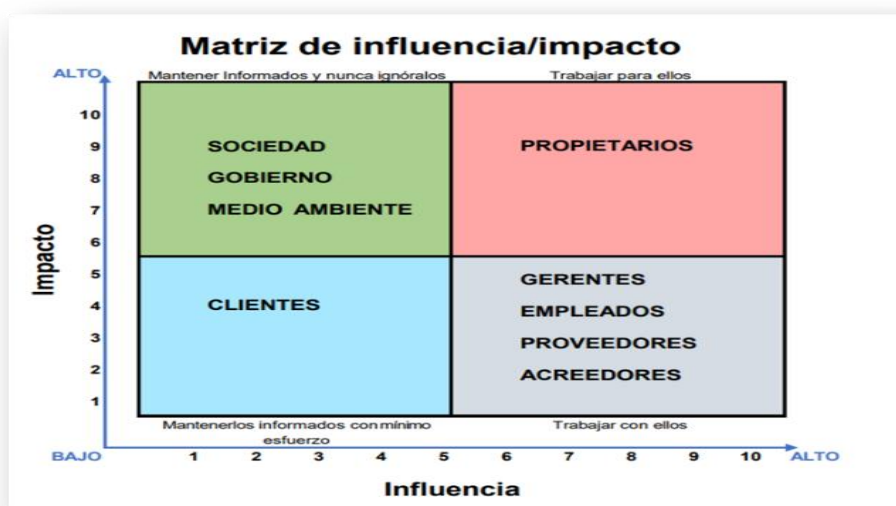 Matriz de influencia/impacto
ALTO
Mantener Informados y nunca ignóralos
Trabajar para ellos
10
9
8
7
6
5
4
3
2
1
Impacto
SOCIEDAD
GOBIERNO
MEDIO AMBIENTE
PROPIETARIOS
CLIENTES
GERENTES
EMPLEADOS
PROVEEDORES
ACREEDORES
Mantenerlos informados con mínimo
esfuerzo
Trabajar con ellos
BAJO
1 2 3 4 5 6 7 8 9 10
ALTO
Influencia